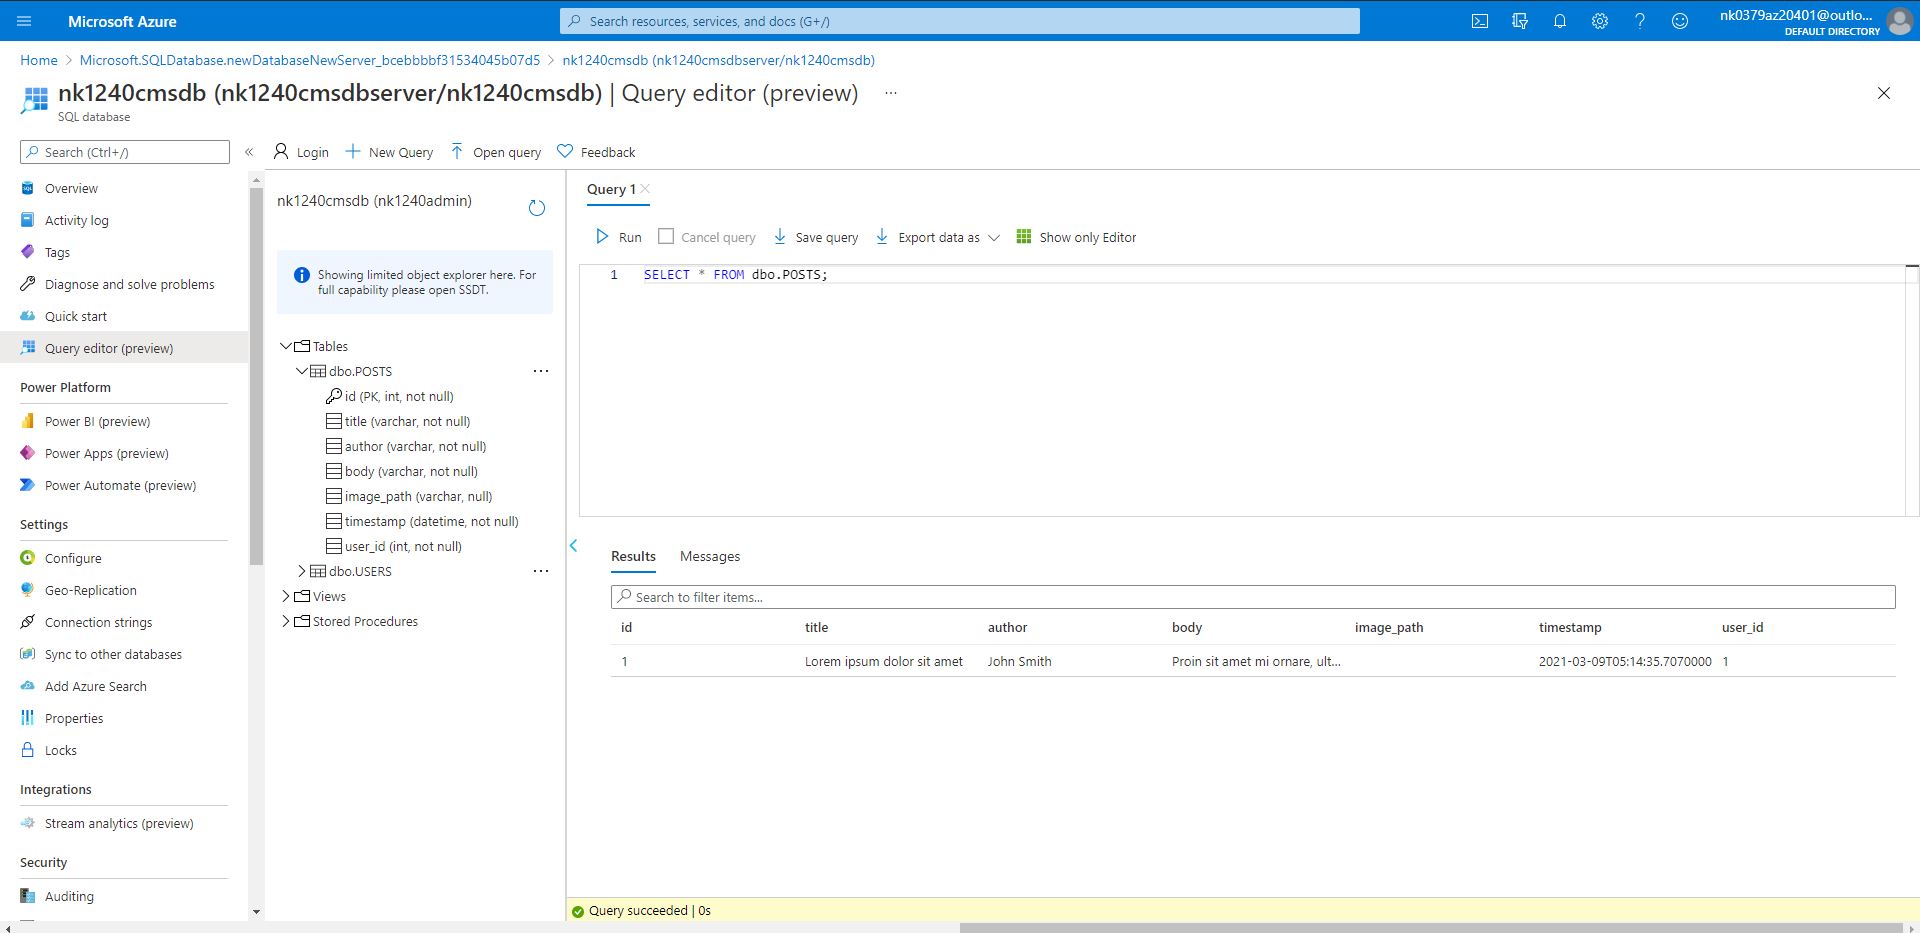 Microsoft Azure
Search resources, services, and docs (G+/)
nk0379az20401@outlo...
DEFAULT DIRECTORY
Home > Microsoft.SQLDatabase.newDatabaseNewServer_bcebbbbf31534045b07d5 > nk1240cmsdb (nk1240cmsdbserver/nk1240cmsdb)
nk1240cmsdb (nk1240cmsdbserver/nk1240cmsdb) | Query editor (preview) ...
SQL database
Search (Ctrl+/)
Overview
Activity log
Tags
Diagnose and solve problems
Quick start
Query editor (preview)
Power Platform
Power BI (preview)
Power Apps (preview)
Power Automate (preview)
Settings
Configure
Geo-Replication
Connection strings
Sync to other databases
Add Azure Search
Properties
Locks
Integrations
Stream analytics (preview)
Security
Auditing
Login New Query Open query Feedback
nk1240cmsdb (nk1240admin)
Showing limited object explorer here. For
full capability please open SSDT.
Tables
dbo.POSTS
id (PK, int, not null)
title (varchar, not null)
author (varchar, not null)
body (varchar, not null)
image_path (varchar, null)
timestamp (datetime, not null)
user_id (int, not null)
dbo.USERS
Views
Stored Procedures
Query 1
Run Cancel query Save query Export data as Show only Editor
1 SELECT * FROM dbo.POSTS;
Results Messages
Search to filter items...
id title author body image_path timestamp user_id
1 Lorem ipsum dolor sit amet John Smith Proin sit amet mi ornare, ult... 2021-03-09T05:14:35.7070000 1
Query succeeded | 0s